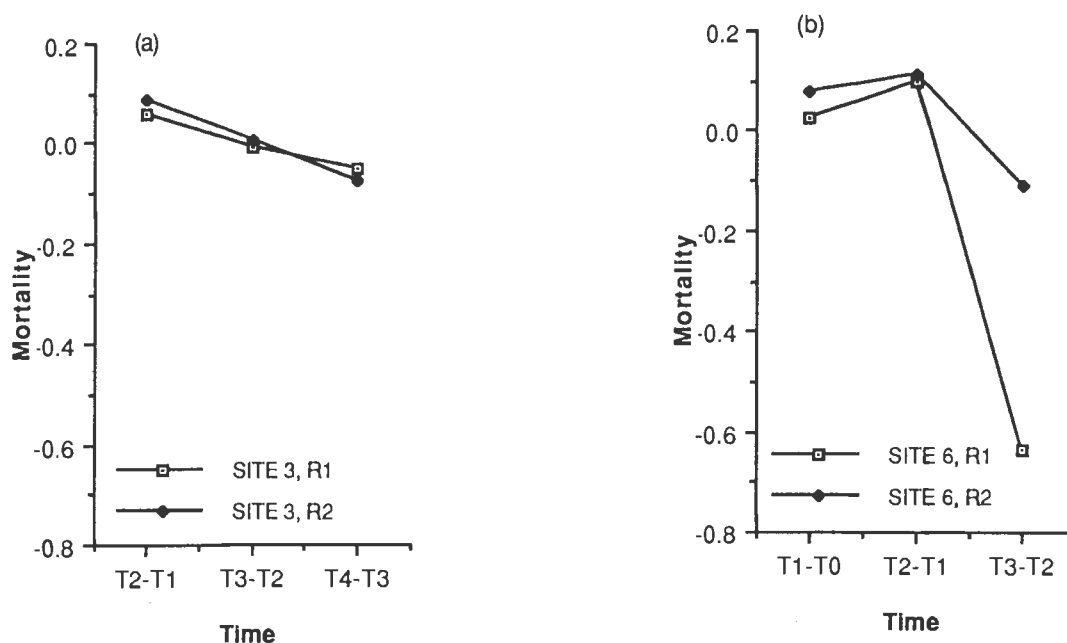 (a)
0.2
0.0
-0.2
-0.4
-0.6
-0.8
Mortality
SITE 3, R1
SITE 3, R2
T2-T1 T3-T2 T4-T3
Time
(b)
0.2
0.0
-0.2
-0.4
-0.6
-0.8
Mortality
SITE 6, R1
SITE 6, R2
T1-T0 T2-T1 T3-T2
Time